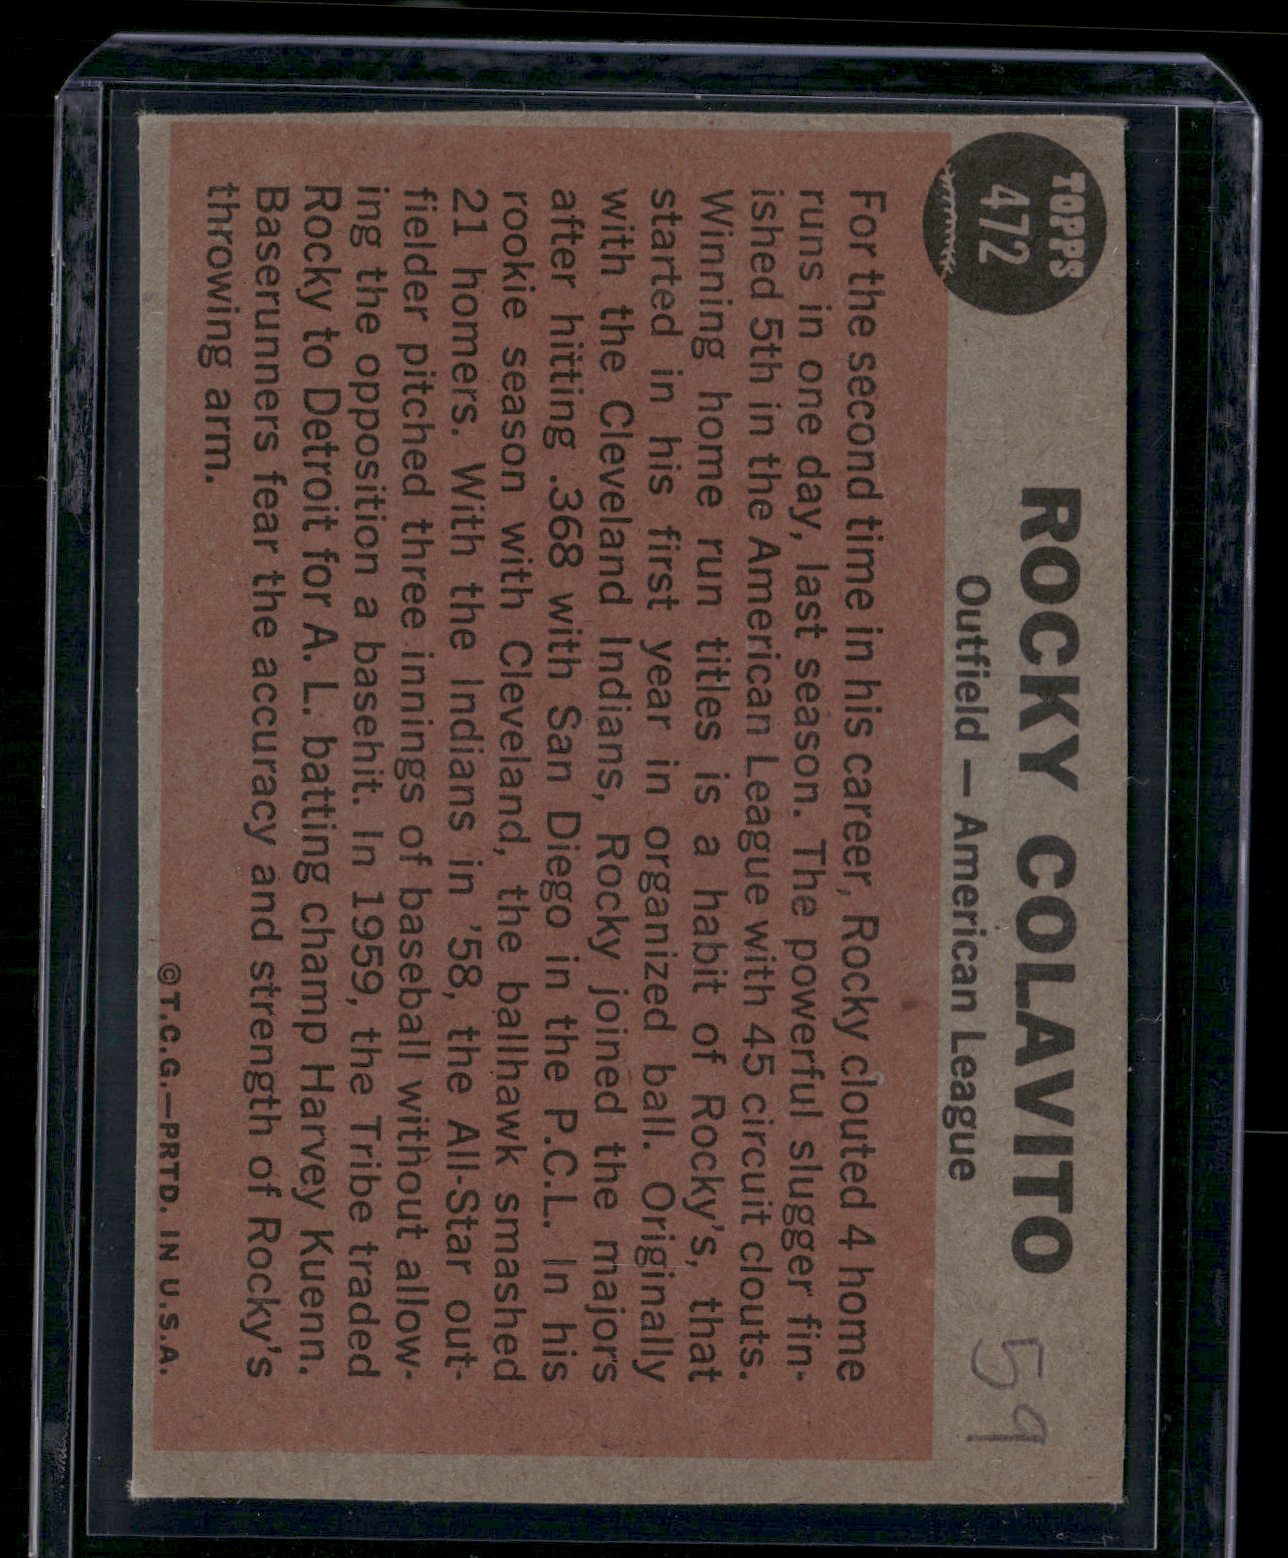 TOPPS
472
ROCKY COLAVITO
Outfield — American League
59
For the second time in his career, Rocky clouted 4 home
runs in one day, last season. The powerful slugger fin-
ished 5th in the American League with 45 circuit clouts.
Winning home run titles is a habit of Rocky's, that
started in his first year in organized ball. Originally
with the Cleveland Indians, Rocky joined the majors
after hitting .368 with San Diego in the P.C.L. In his
rookie season with Cleveland, the ballhawk smashed
21 homers. With the Indians in '58, the All-Star out-
fielder pitched three innings of baseball without allow-
ing the opposition a basehit. In 1959, the Tribe traded
Rocky to Detroit for A. L. batting champ Harvey Kuenn.
Baserunners fear the accuracy and strength of Rocky's
throwing arm.
©T.C.G.—PRTD. IN U.S.A.